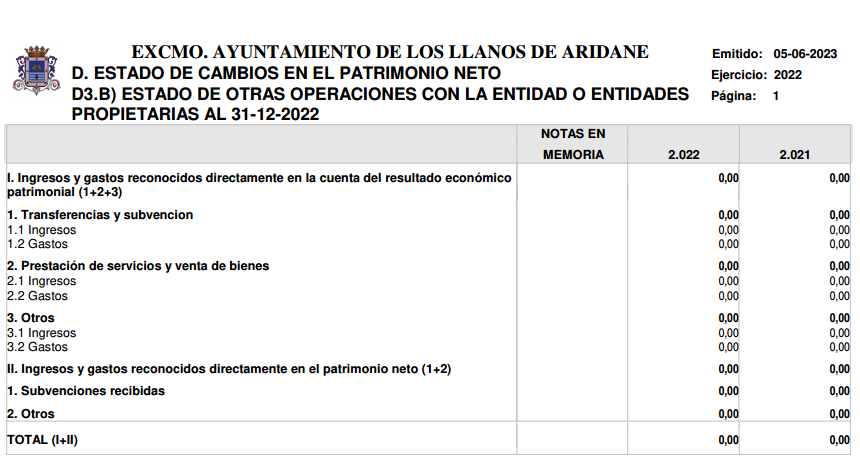 EXCMO. AYUNTAMIENTO DE LOS LLANOS DE ARIDANE
Emitido: 05-06-2023
D. ESTADO DE CAMBIOS EN EL PATRIMONIO NETO
Ejercicio: 2022
D3.B) ESTADO DE OTRAS OPERACIONES CON LA ENTIDAD O ENTIDADES
Página: 1
PROPIETARIAS AL 31-12-2022
NOTAS EN
MEMORIA 2.022 2.021
I. Ingresos y gastos reconocidos directamente en la cuenta del resultado económico 0,00 0,00
patrimonial (1+2+3)
1. Transferencias y subvencion 0,00 0,00
1.1 Ingresos 0,00 0,00
1.2 Gastos 0,00 0,00
2. Prestación de servicios y venta de bienes 0,00 0,00
2.1 Ingresos 0,00 0,00
2.2 Gastos 0,00 0,00
3. Otros 0,00 0,00
3.1 Ingresos 0,00 0,00
3.2 Gastos 0,00 0,00
II. Ingresos y gastos reconocidos directamente en el patrimonio neto (1+2) 0,00 0,00
1. Subvenciones recibidas 0,00 0,00
2. Otros 0,00 0,00
TOTAL (I+II) 0,00 0,00